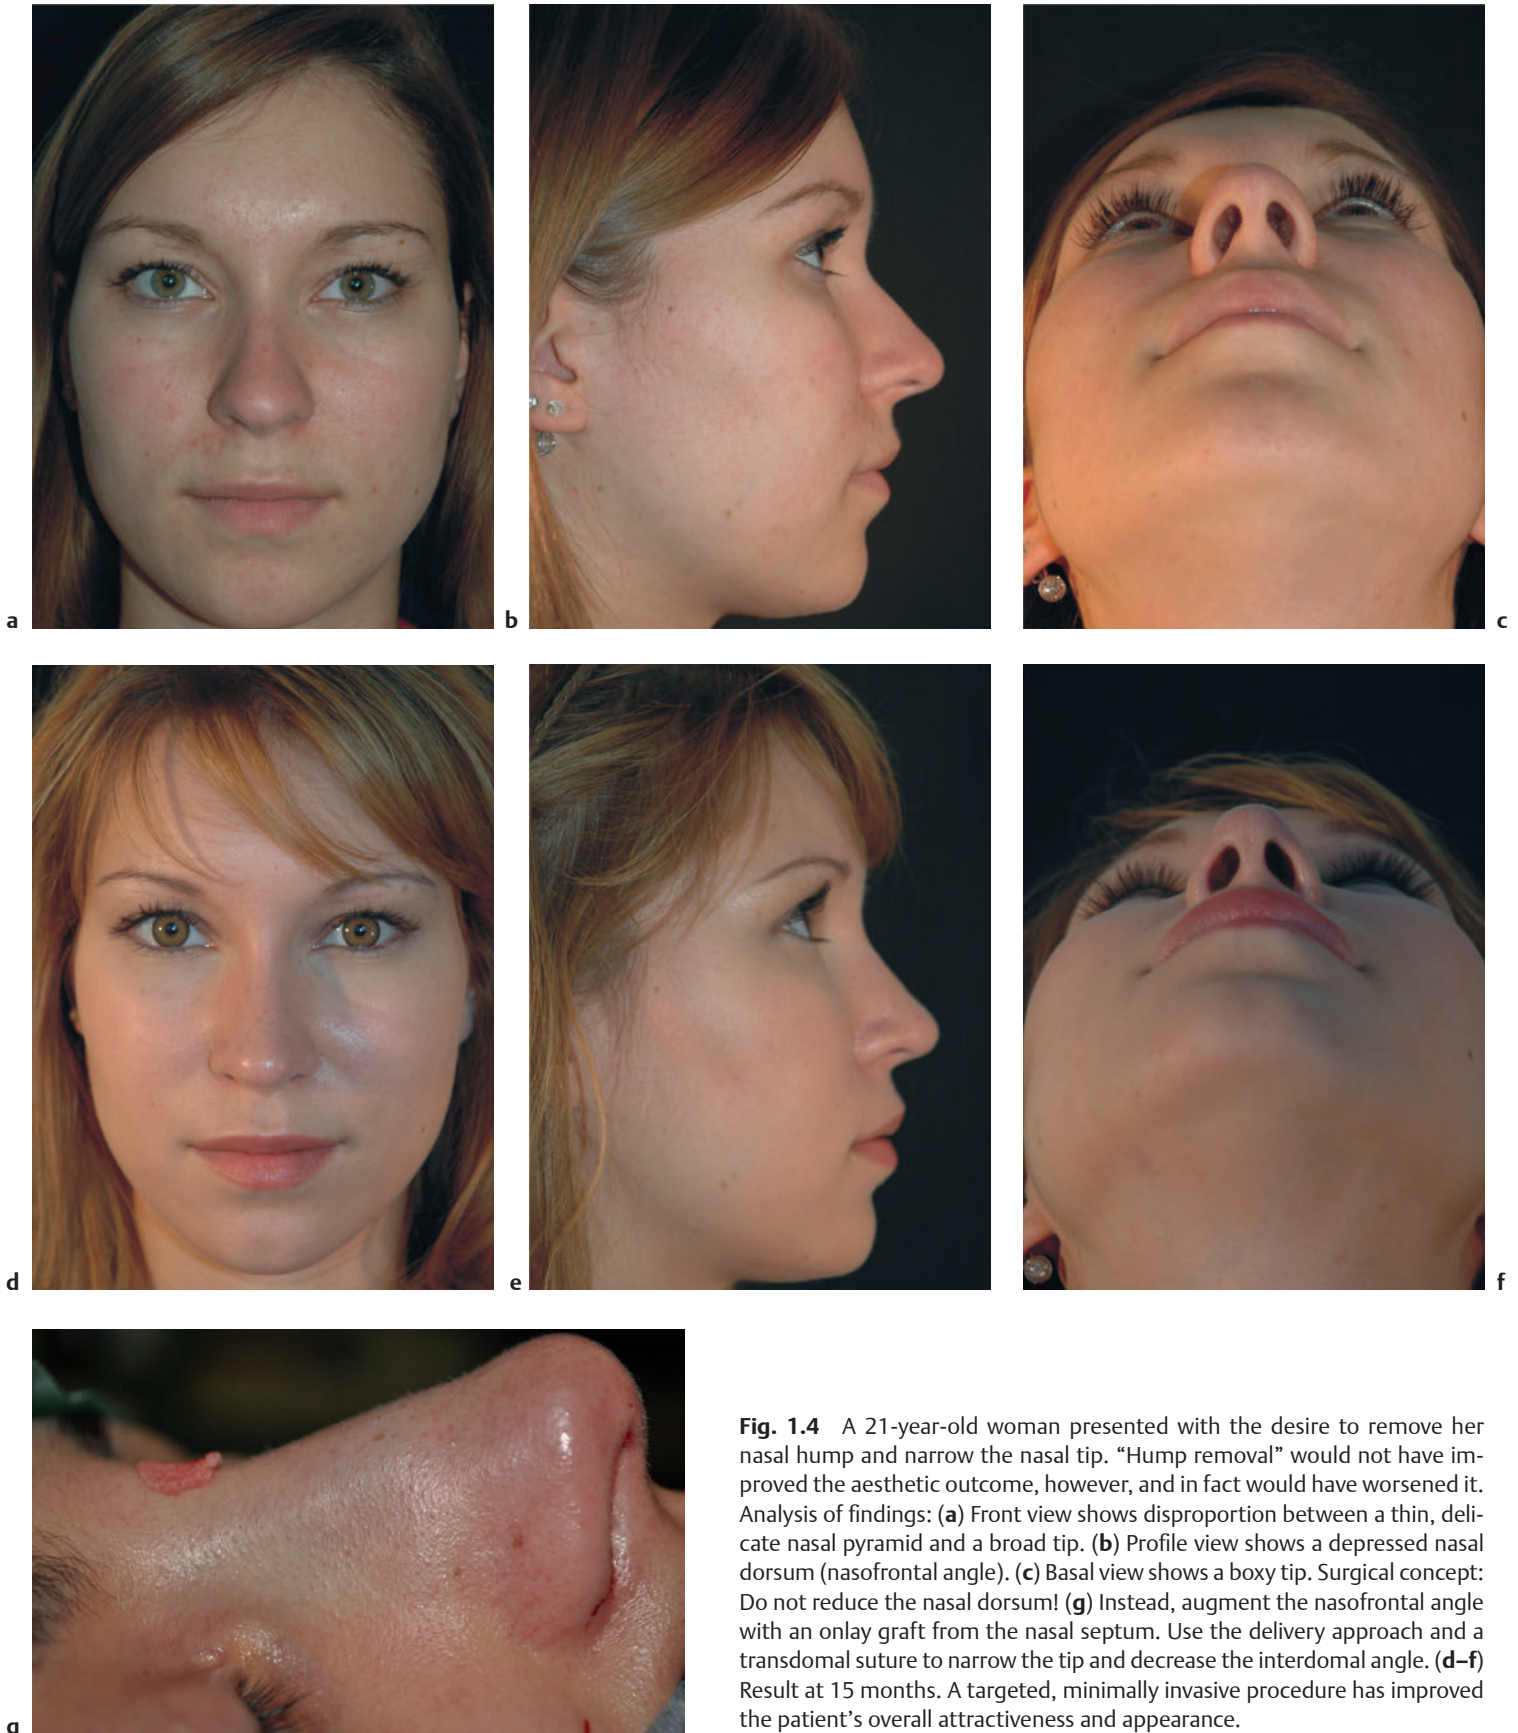 a
b
c
d
e
f
g
Fig. 1.4 A 21-year-old woman presented with the desire to remove her
nasal hump and narrow the nasal tip. “Hump removal” would not have im-
proved the aesthetic outcome, however, and in fact would have worsened it.
Analysis of findings: (a) Front view shows disproportion between a thin, deli-
cate nasal pyramid and a broad tip. (b) Profile view shows a depressed nasal
dorsum (nasofrontal angle). (c) Basal view shows a boxy tip. Surgical concept:
Do not reduce the nasal dorsum! (g) Instead, augment the nasofrontal angle
with an onlay graft from the nasal septum. Use the delivery approach and a
transdomal suture to narrow the tip and decrease the interdomal angle. (d–f)
Result at 15 months. A targeted, minimally invasive procedure has improved
the patient’s overall attractiveness and appearance.